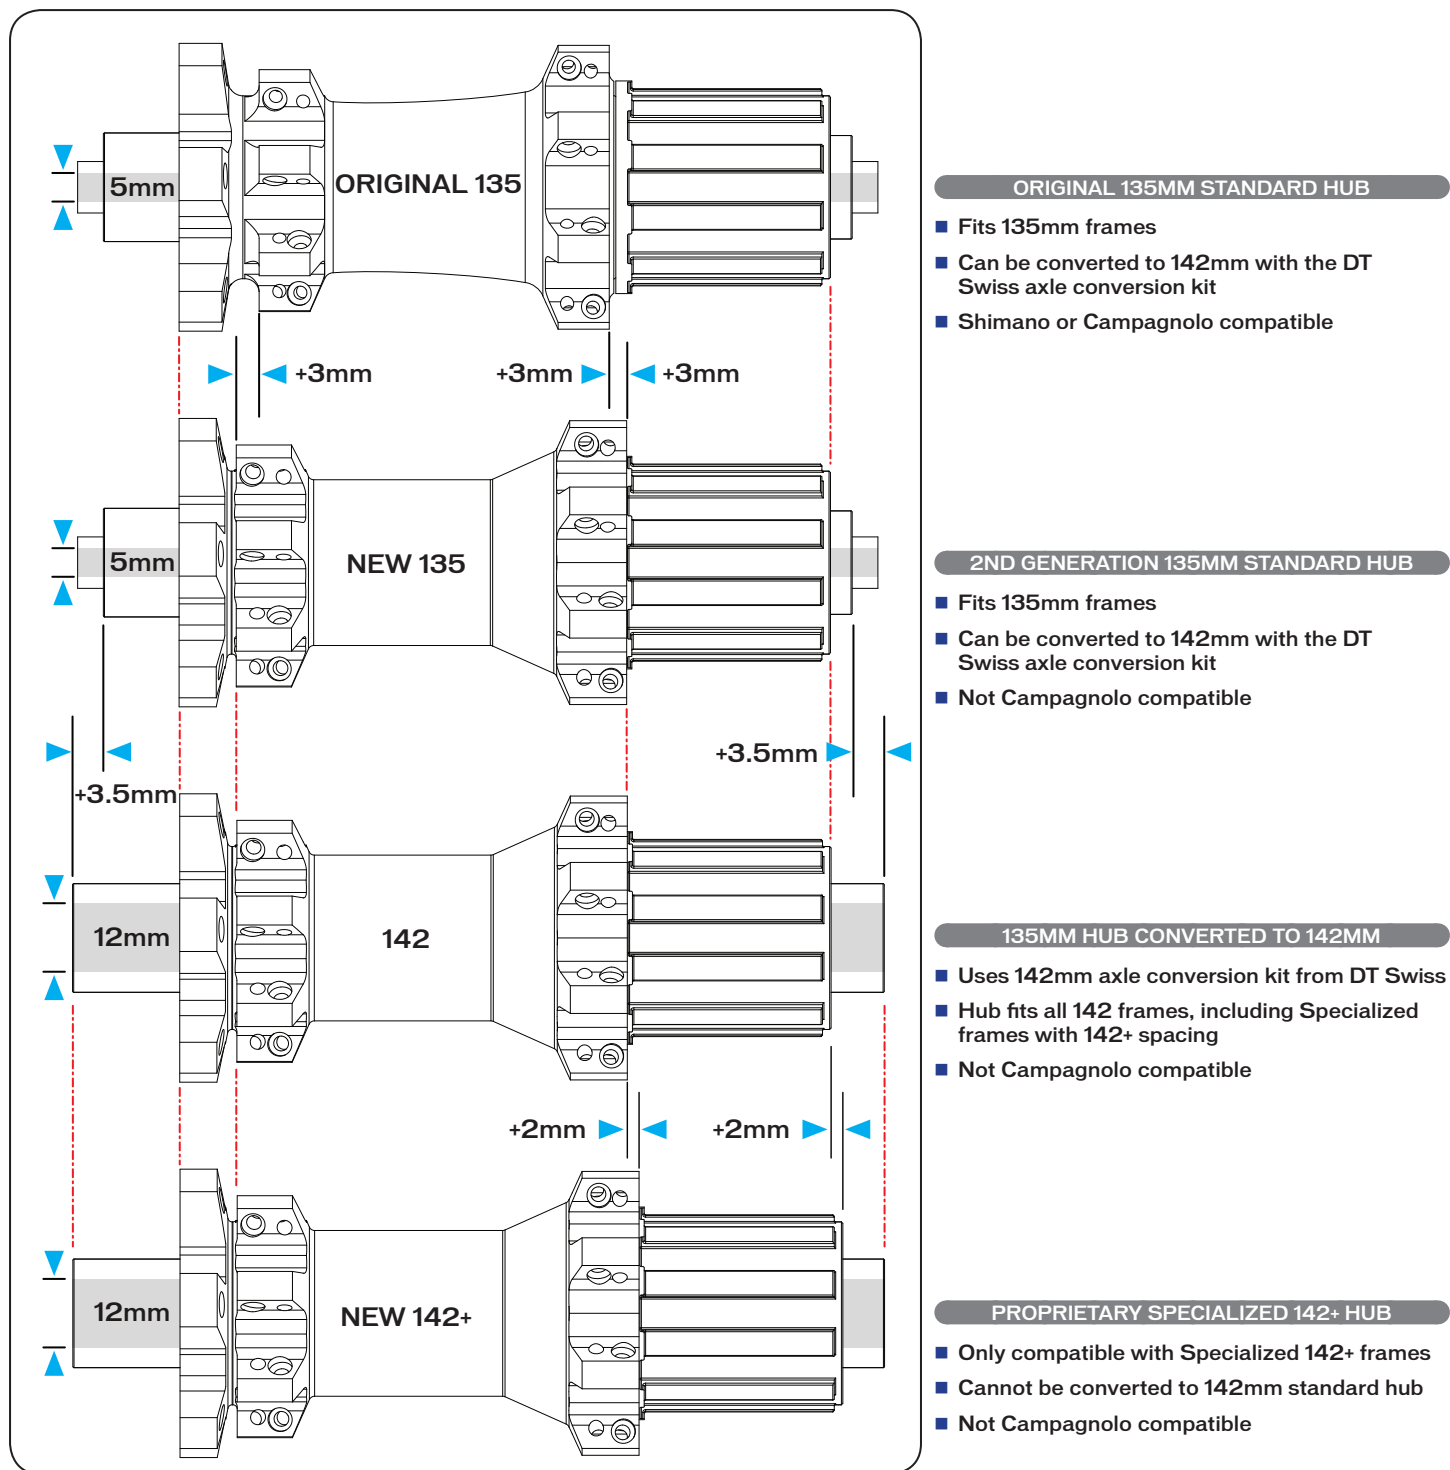 5mm
ORIGINAL 135
ORIGINAL 135MM STANDARD HUB
Fits 135mm frames
Can be converted to 142mm with the DT
Swiss axle conversion kit
Shimano or Campagnolo compatible
+3mm
+3mm
+3mm
5mm
NEW 135
2ND GENERATION 135MM STANDARD HUB
Fits 135mm frames
Can be converted to 142mm with the DT
Swiss axle conversion kit
Not Campagnolo compatible
+3.5mm
+3.5mm
12mm
142
135MM HUB CONVERTED TO 142MM
Uses 142mm axle conversion kit from DT Swiss
Hub fits all 142 frames, including Specialized
frames with 142+ spacing
Not Campagnolo compatible
+2mm
+2mm
12mm
NEW 142+
PROPRIETARY SPECIALIZED 142+ HUB
Only compatible with Specialized 142+ frames
Cannot be converted to 142mm standard hub
Not Campagnolo compatible